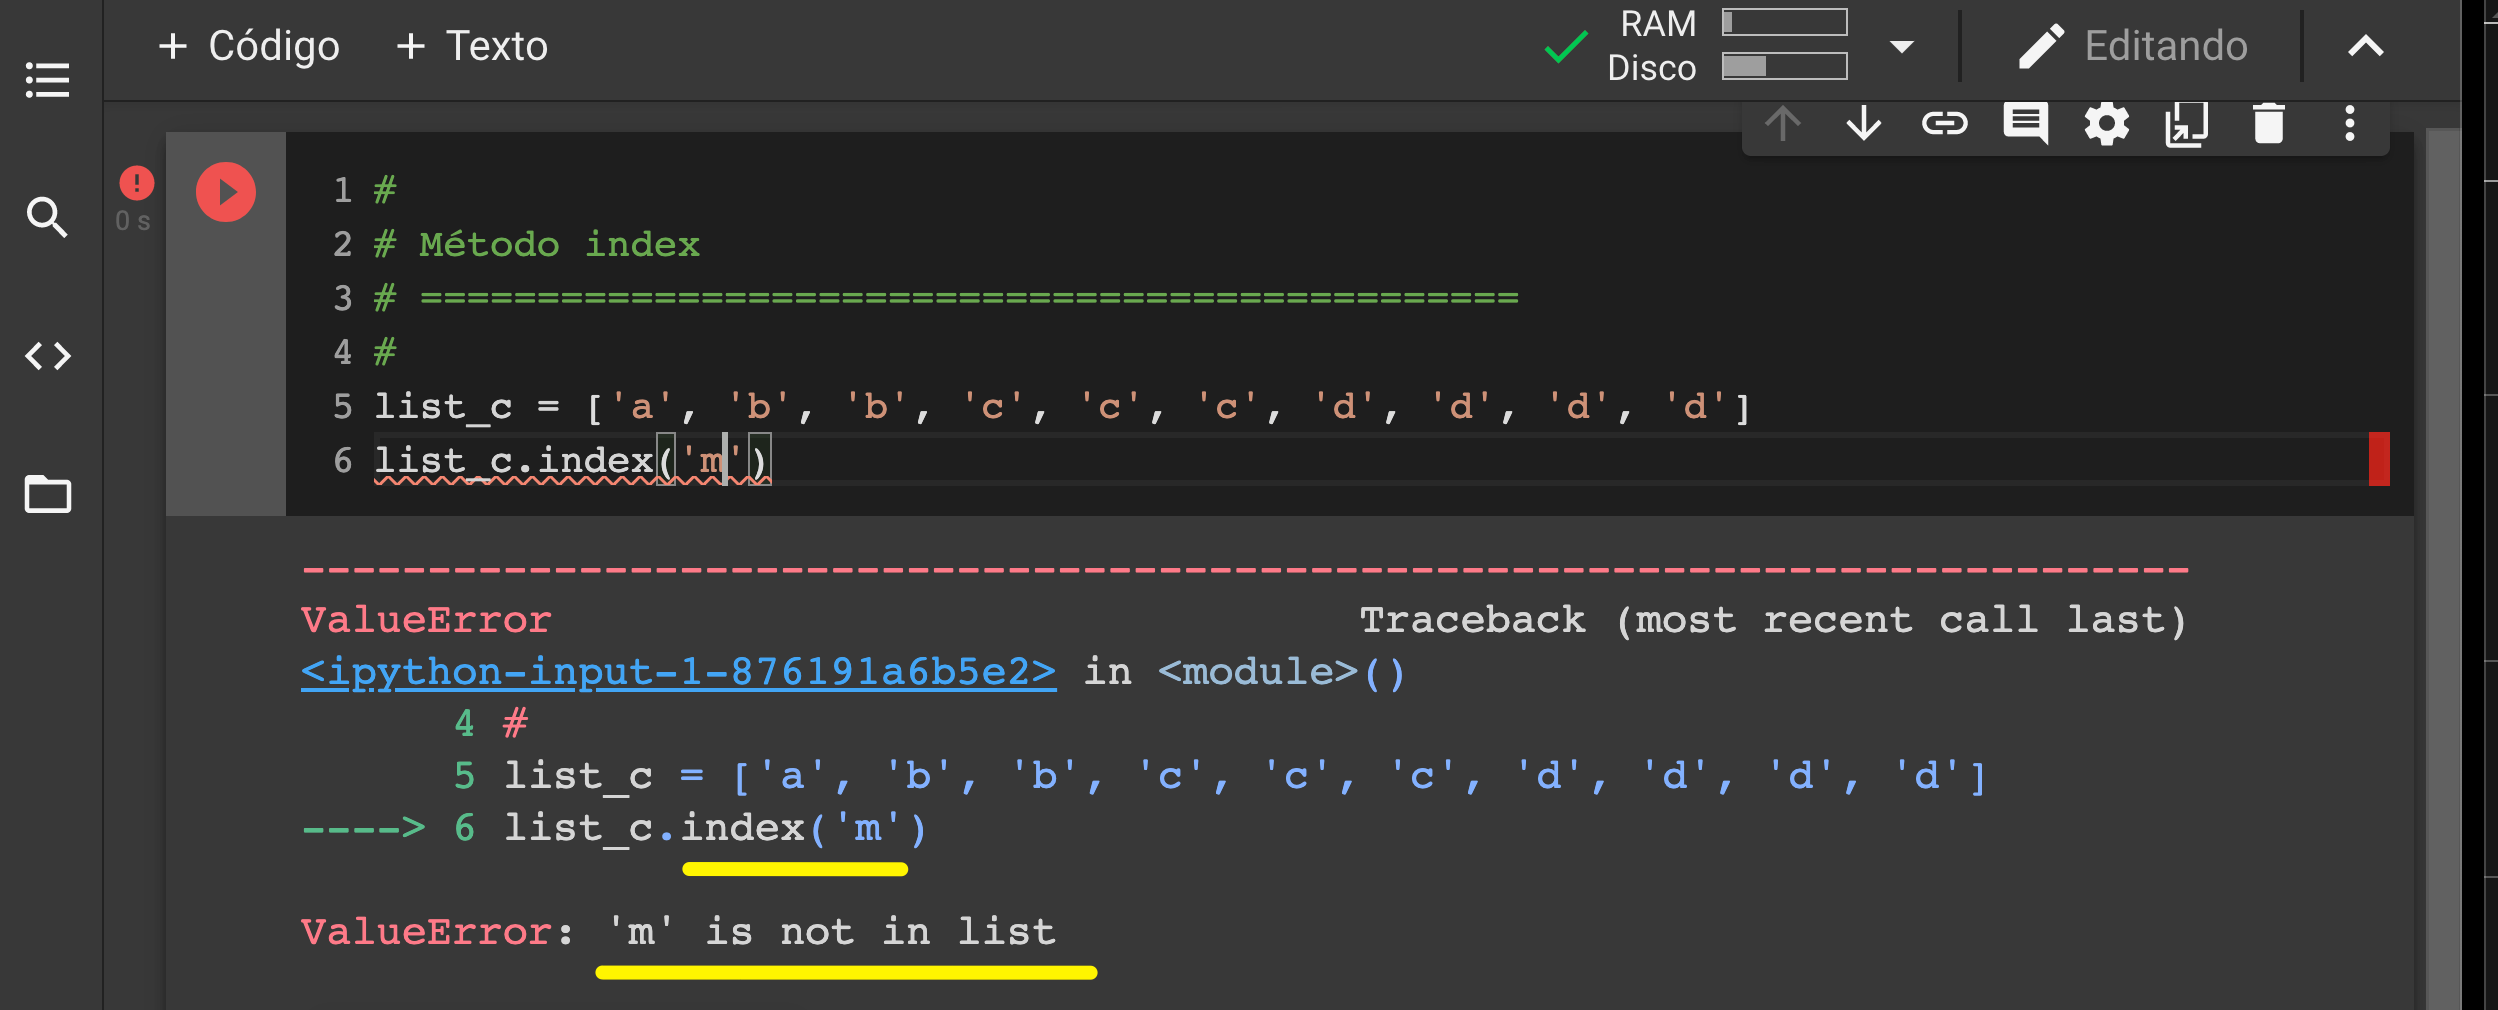 + Código + Texto
RAM
Disco
Editando
0 s
1 #
2 # Método index
3 # ===============================================
4 #
5 list_c = ['a', 'b', 'b', 'c', 'c', 'c', 'd', 'd', 'd', 'd']
6 list_c.index('m')
---------------------------------------------------------------------------
ValueError Traceback (most recent call last)
<ipython-input-1-876191a6b5e2> in <module>()
4 #
5 list_c = ['a', 'b', 'b', 'c', 'c', 'c', 'd', 'd', 'd', 'd']
----> 6 list_c.index('m')
ValueError: 'm' is not in list